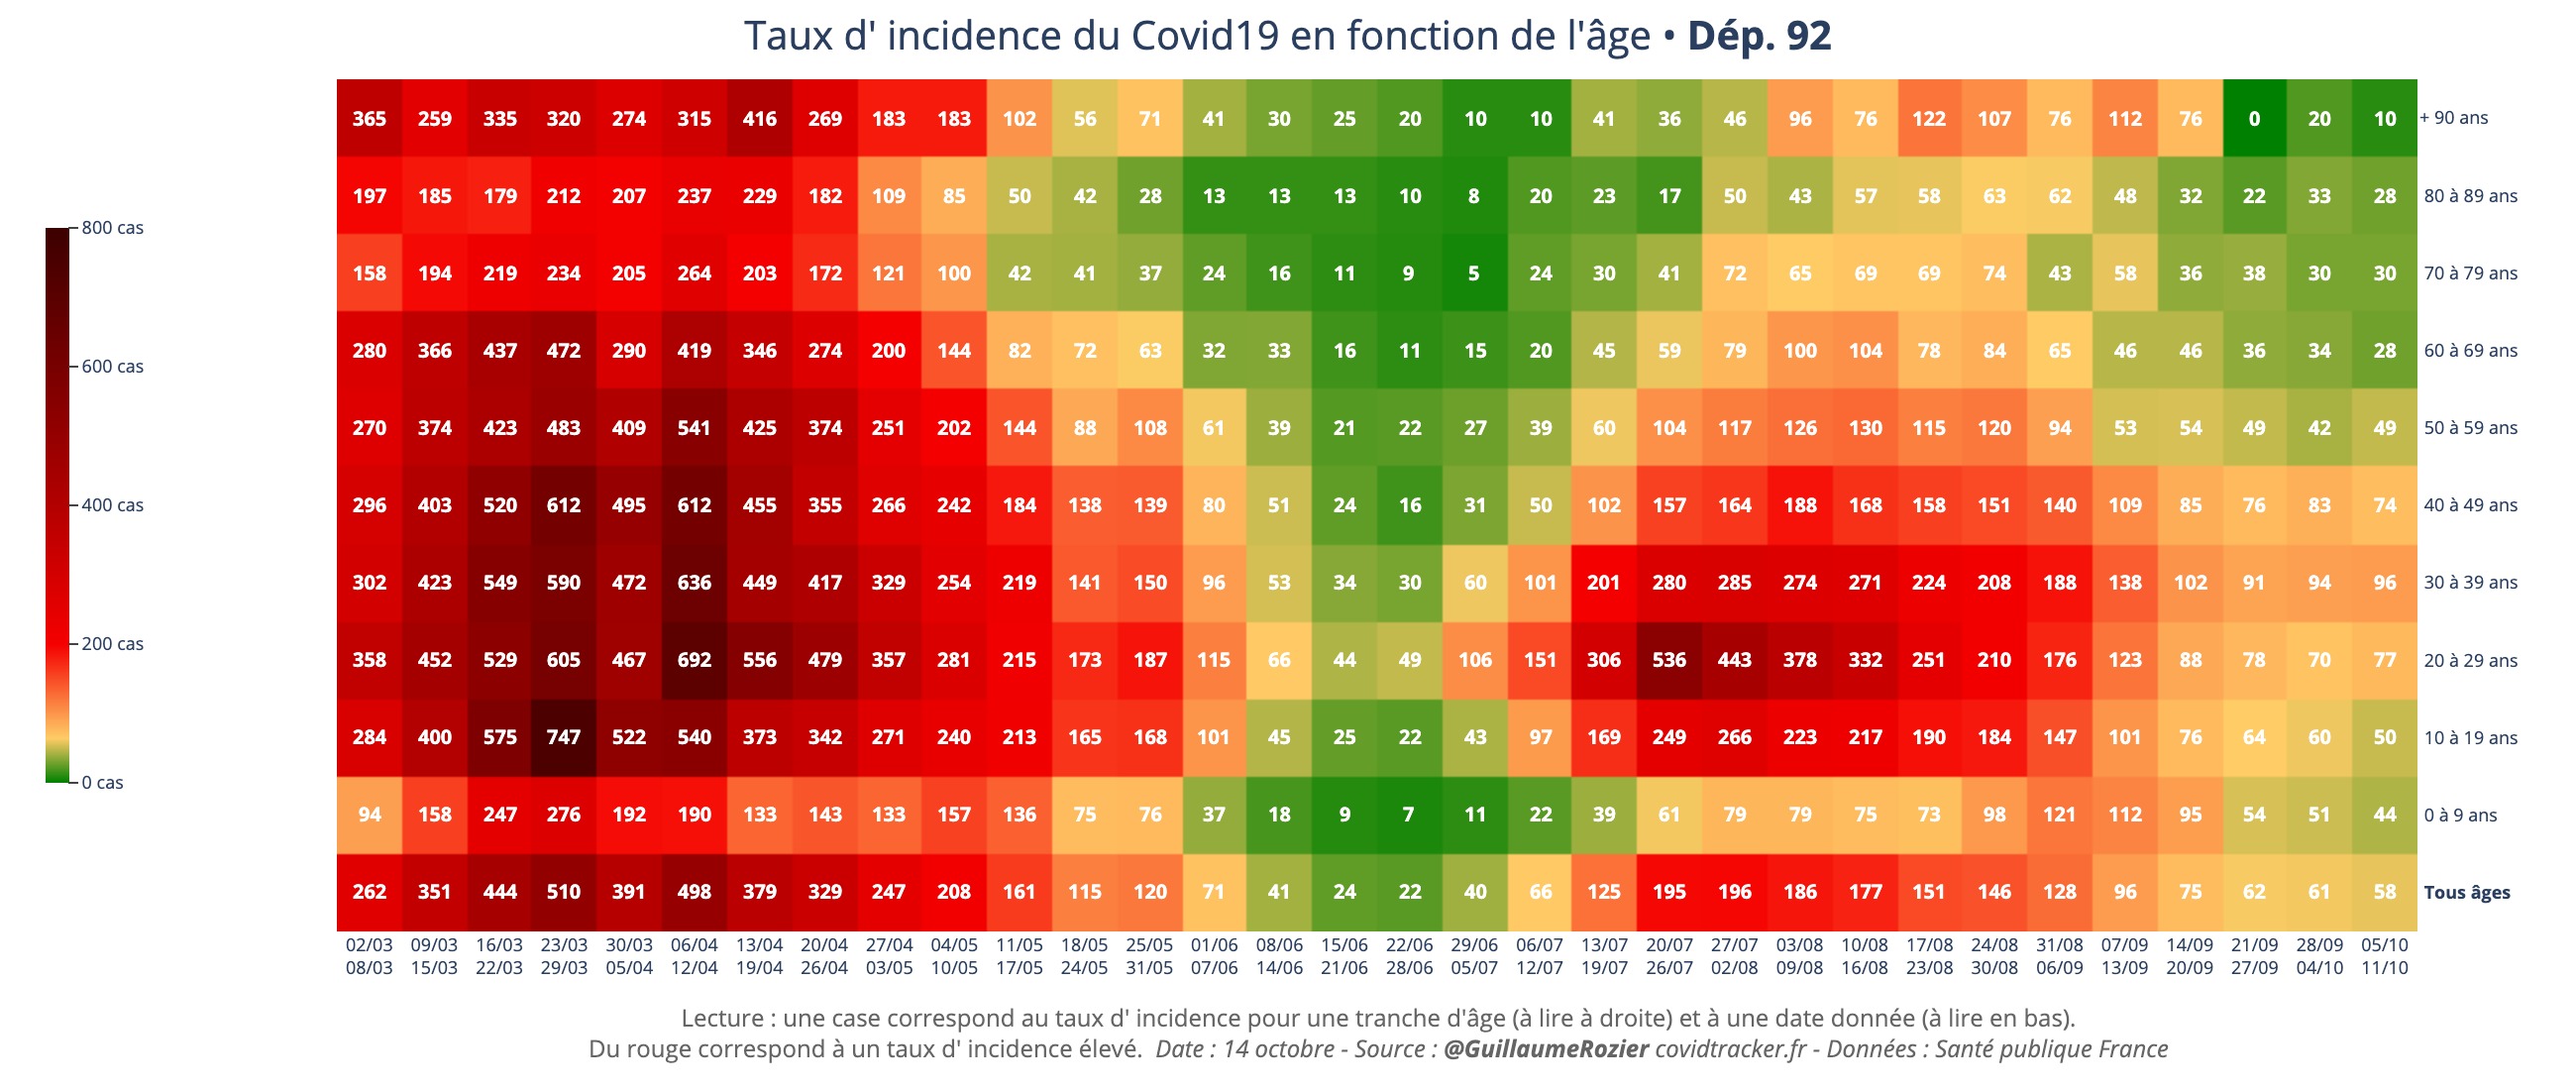 Taux d' incidence du Covid19 en fonction de l'âge • Dép. 92
800 cas
600 cas
400 cas
200 cas
0 cas
365 259 335 320 274 315 416 269 183 183 102 56 71 41 30 25 20 10 10 41 36 46 96 76 122 107 76 112 76 0 20 10 + 90 ans
197 185 179 212 207 237 229 182 109 85 50 42 28 13 13 13 10 8 20 23 17 50 43 57 58 63 62 48 32 22 33 28 80 à 89 ans
158 194 219 234 205 264 203 172 121 100 42 41 37 24 16 11 9 5 24 30 41 72 65 69 69 74 43 58 36 38 30 30 70 à 79 ans
280 366 437 472 290 419 346 274 200 144 82 72 63 32 33 16 11 15 20 45 59 79 100 104 78 84 65 46 46 36 34 28 60 à 69 ans
270 374 423 483 409 541 425 374 251 202 144 88 108 61 39 21 22 27 39 60 104 117 126 130 115 120 94 53 54 49 42 49 50 à 59 ans
296 403 520 612 495 612 455 355 266 242 184 138 139 80 51 24 16 31 50 102 157 164 188 168 158 151 140 109 85 76 83 74 40 à 49 ans
302 423 549 590 472 636 449 417 329 254 219 141 150 96 53 34 30 60 101 201 280 285 274 271 224 208 188 138 102 91 94 96 30 à 39 ans
358 452 529 605 467 692 556 479 357 281 215 173 187 115 66 44 49 106 151 306 536 443 378 332 251 210 176 123 88 78 70 77 20 à 29 ans
284 400 575 747 522 540 373 342 271 240 213 165 168 101 45 25 22 43 97 169 249 266 223 217 190 184 147 101 76 64 60 50 10 à 19 ans
94 158 247 276 192 190 133 143 133 157 136 75 76 37 18 9 7 11 22 39 61 79 79 75 73 98 121 112 95 54 51 44 0 à 9 ans
262 351 444 510 391 498 379 329 247 208 161 115 120 71 41 24 22 40 66 125 195 196 186 177 151 146 128 96 75 62 61 58 Tous âges
02/03 09/03 16/03 23/03 30/03 06/04 13/04 20/04 27/04 04/05 11/05 18/05 25/05 01/06 08/06 15/06 22/06 29/06 06/07 13/07 20/07 27/07 03/08 10/08 17/08 24/08 31/08 07/09 14/09 21/09 28/09 05/10
08/03 15/03 22/03 29/03 05/04 12/04 19/04 26/04 03/05 10/05 17/05 24/05 31/05 07/06 14/06 21/06 28/06 05/07 12/07 19/07 26/07 02/08 09/08 16/08 23/08 30/08 06/09 13/09 20/09 27/09 04/10 11/10
Lecture : une case correspond au taux d' incidence pour une tranche d'âge (à lire à droite) et à une date donnée (à lire en bas).
Du rouge correspond à un taux d' incidence élevé. Date : 14 octobre - Source : @GuillaumeRozier covidtracker.fr - Données : Santé publique France